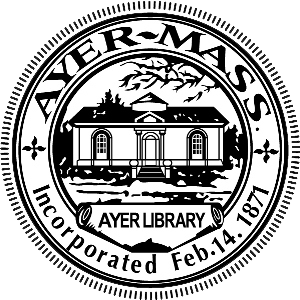 AYER-MASS.
AYER LIBRARY
Incorporated Feb. 14. 1871